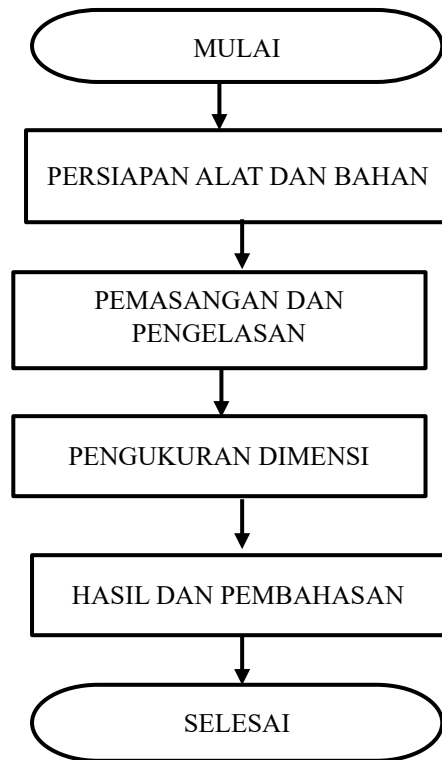 MULAI
PERSIAPAN ALAT DAN BAHAN
PEMASANGAN DAN
PENGELASAN
PENGUKURAN DIMENSI
HASIL DAN PEMBAHASAN
SELESAI